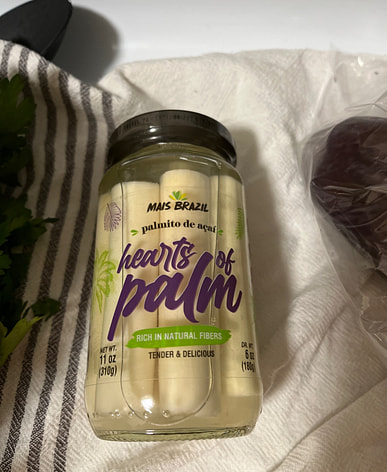 MAIS BRAZIL
palmito de açaí
hearts of
palm
RICH IN NATURAL FIBERS
TENDER & DELICIOUS
NET WT.
11 oz
(310g)
DR. WT.
6 oz
(180g)